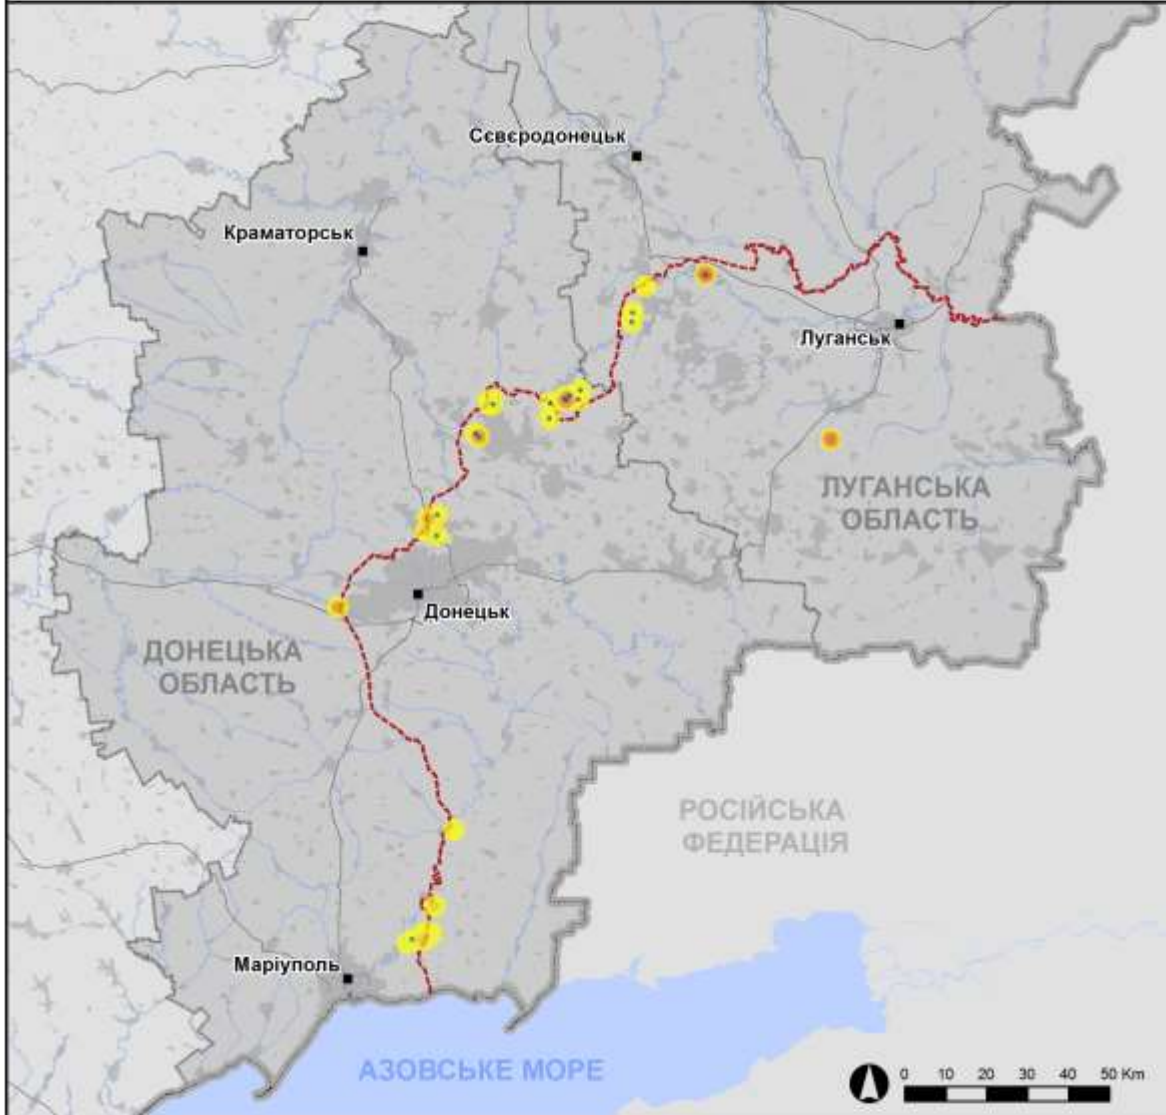 Сєвєродонецьк
Краматорськ
Луганськ
ЛУГАНСЬКА
ОБЛАСТЬ
Донецьк
ДОНЕЦЬКА
ОБЛАСТЬ
РОСІЙСЬКА
ФЕДЕРАЦІЯ
Маріуполь
АЗОВСЬКЕ МОРЕ
0 10 20 30 40 50 Km